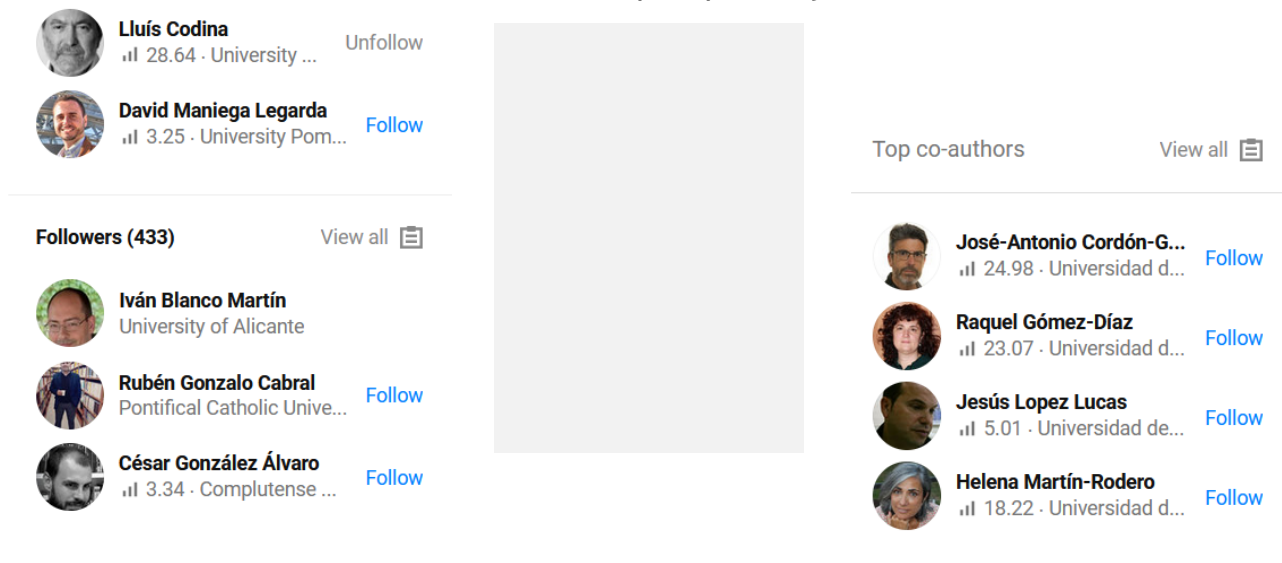 Lluís Codina
28.64 · University ...
Unfollow
David Maniega Legarda
3.25 · University Pom...
Follow
Followers (433)
View all
Iván Blanco Martín
University of Alicante
Rubén Gonzalo Cabral
Pontifical Catholic Unive...
Follow
César González Álvaro
3.34 · Complutense ...
Follow
Top co-authors
View all
José-Antonio Cordón-G...
24.98 · Universidad d...
Follow
Raquel Gómez-Díaz
23.07 · Universidad d...
Follow
Jesús Lopez Lucas
5.01 · Universidad de...
Follow
Helena Martín-Rodero
18.22 · Universidad d...
Follow